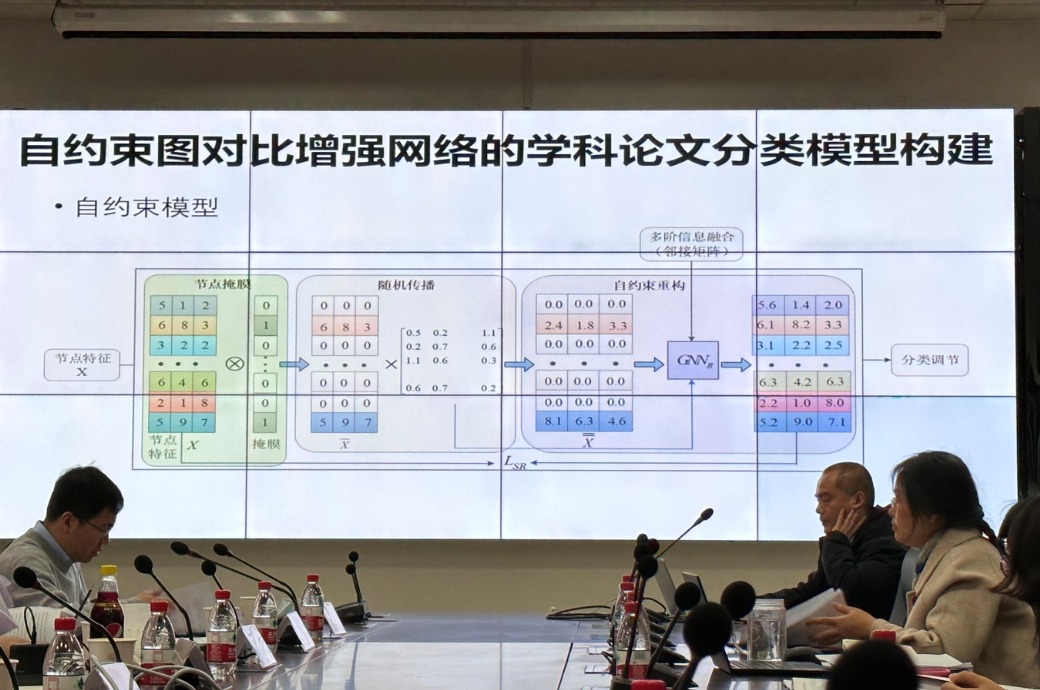 自约束图对比增强网络的学科论文分类模型构建
• 自约束模型
多阶信息融合
(邻接矩阵)
节点掩膜
随机传播
自约束重构
节点特征
X
5 1 2
6 8 3
3 2 2
6 4 6
2 1 8
5 9 7
节点
特征
X
⊗
0
1
0
0
0
1
掩膜
0 0 0
6 8 3
0 0 0
0 0 0
0 0 0
5 9 7
X̅
×
0.5 0.2 1.1
0.2 0.7 0.6
1.1 0.6 0.3
0.6 0.7 0.2
0.0 0.0 0.0
2.4 1.8 3.3
0.0 0.0 0.0
0.0 0.0 0.0
0.0 0.0 0.0
8.1 6.3 4.6
X̿
GNN_R
5.6 1.4 2.0
6.1 8.2 3.3
3.1 2.2 2.5
6.3 4.2 6.3
2.2 1.0 8.0
5.2 9.0 7.1
分类调节
L_SR